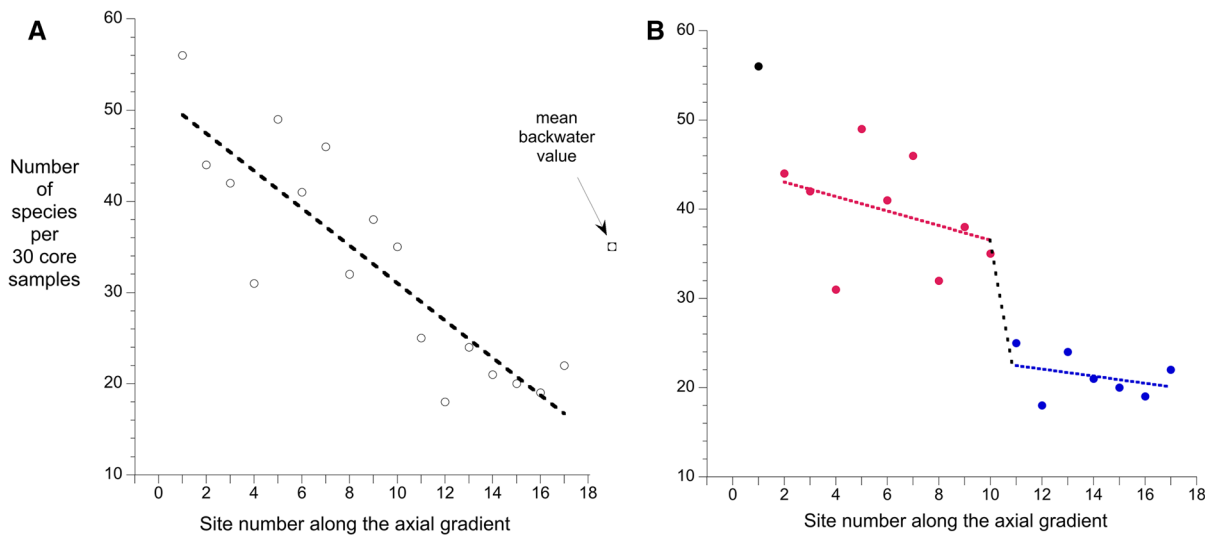 A
60
50
40
30
20
10
Number
of
species
per
30 core
samples
mean
backwater
value
0 2 4 6 8 10 12 14 16 18
Site number along the axial gradient
B
60
50
40
30
20
10
0 2 4 6 8 10 12 14 16 18
Site number along the axial gradient